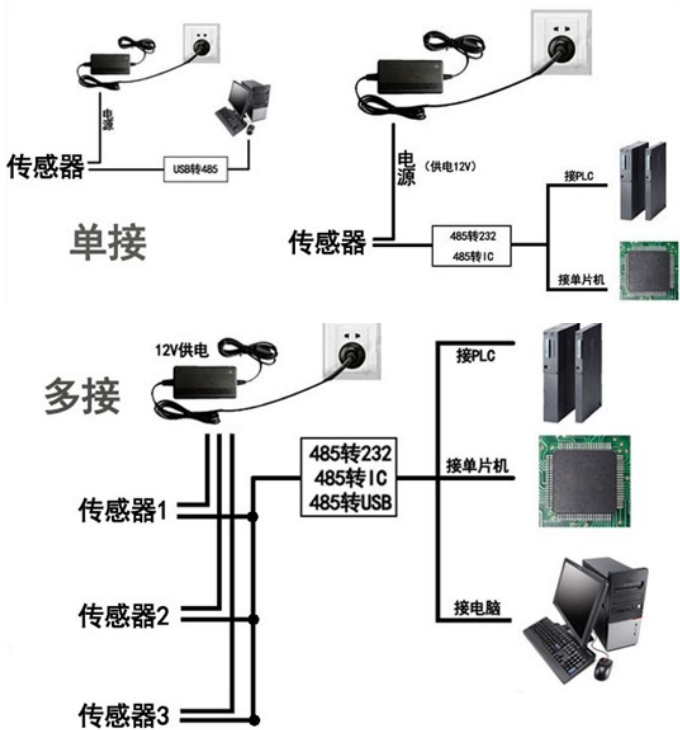 电源
传感器
USB转485
单接
电源
(供电12V)
传感器
485转232
485转IC
接PLC
接单片机
12V供电
多接
485转232
485转IC
485转USB
接PLC
接单片机
接电脑
传感器1
传感器2
传感器3